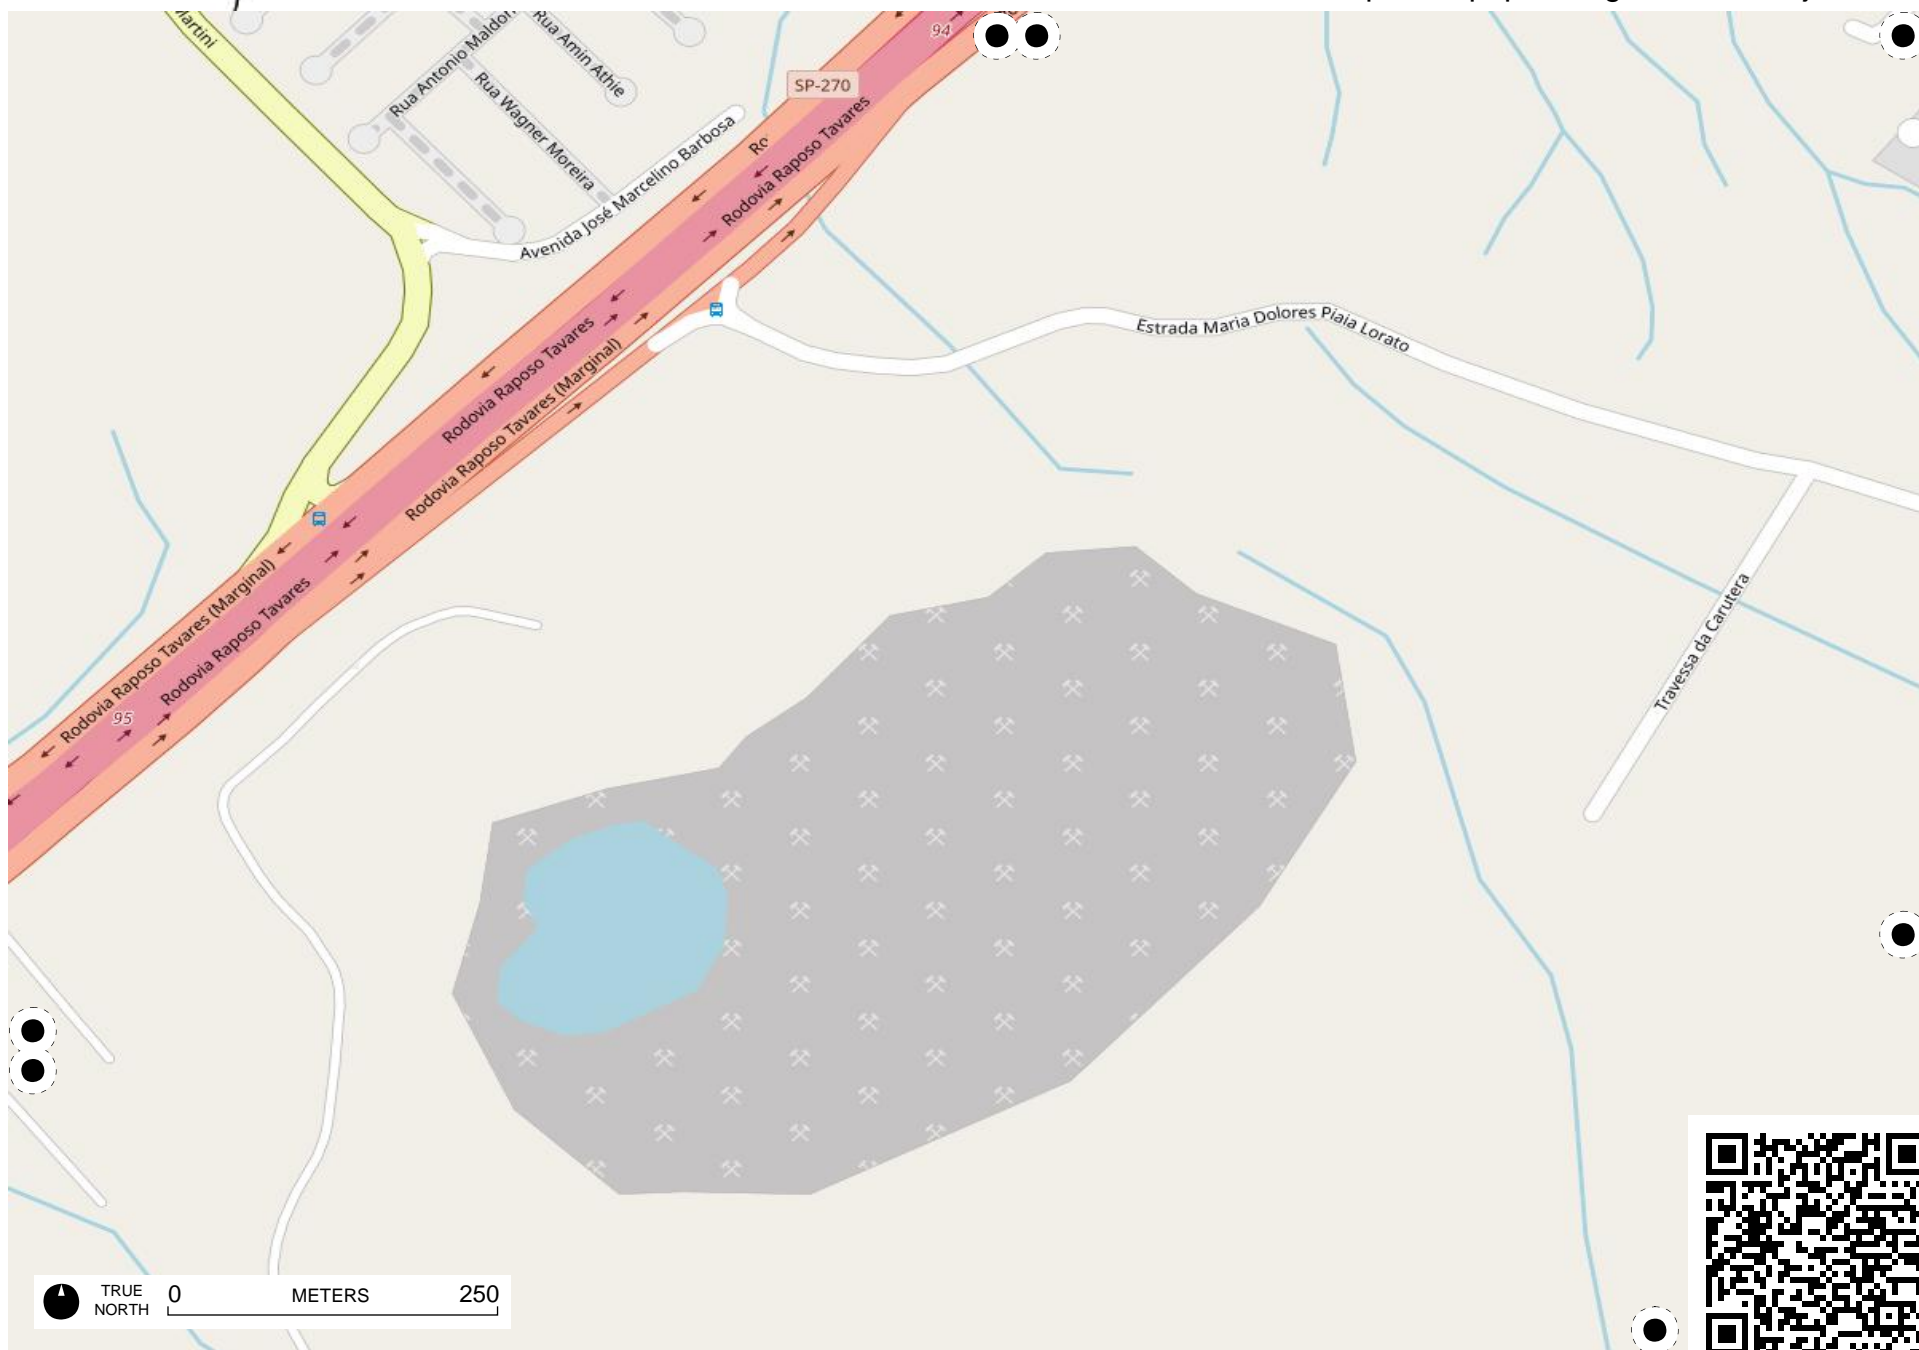 Martini
94
Rua Antonio Maldon
Rua Amin Athie
SP-270
Rua Wagner Moreira
Avenida José Marcelino Barbosa
Ro
Rodovia Raposo Tavares
Estrada Maria Dolores Piaia Lorato
Rodovia Raposo Tavares
Rodovia Raposo Tavares (Marginal)
Rodovia Raposo Tavares (Marginal)
Rodovia Raposo Tavares
Travessa da Carutera
95
TRUE
NORTH
0
METERS
250